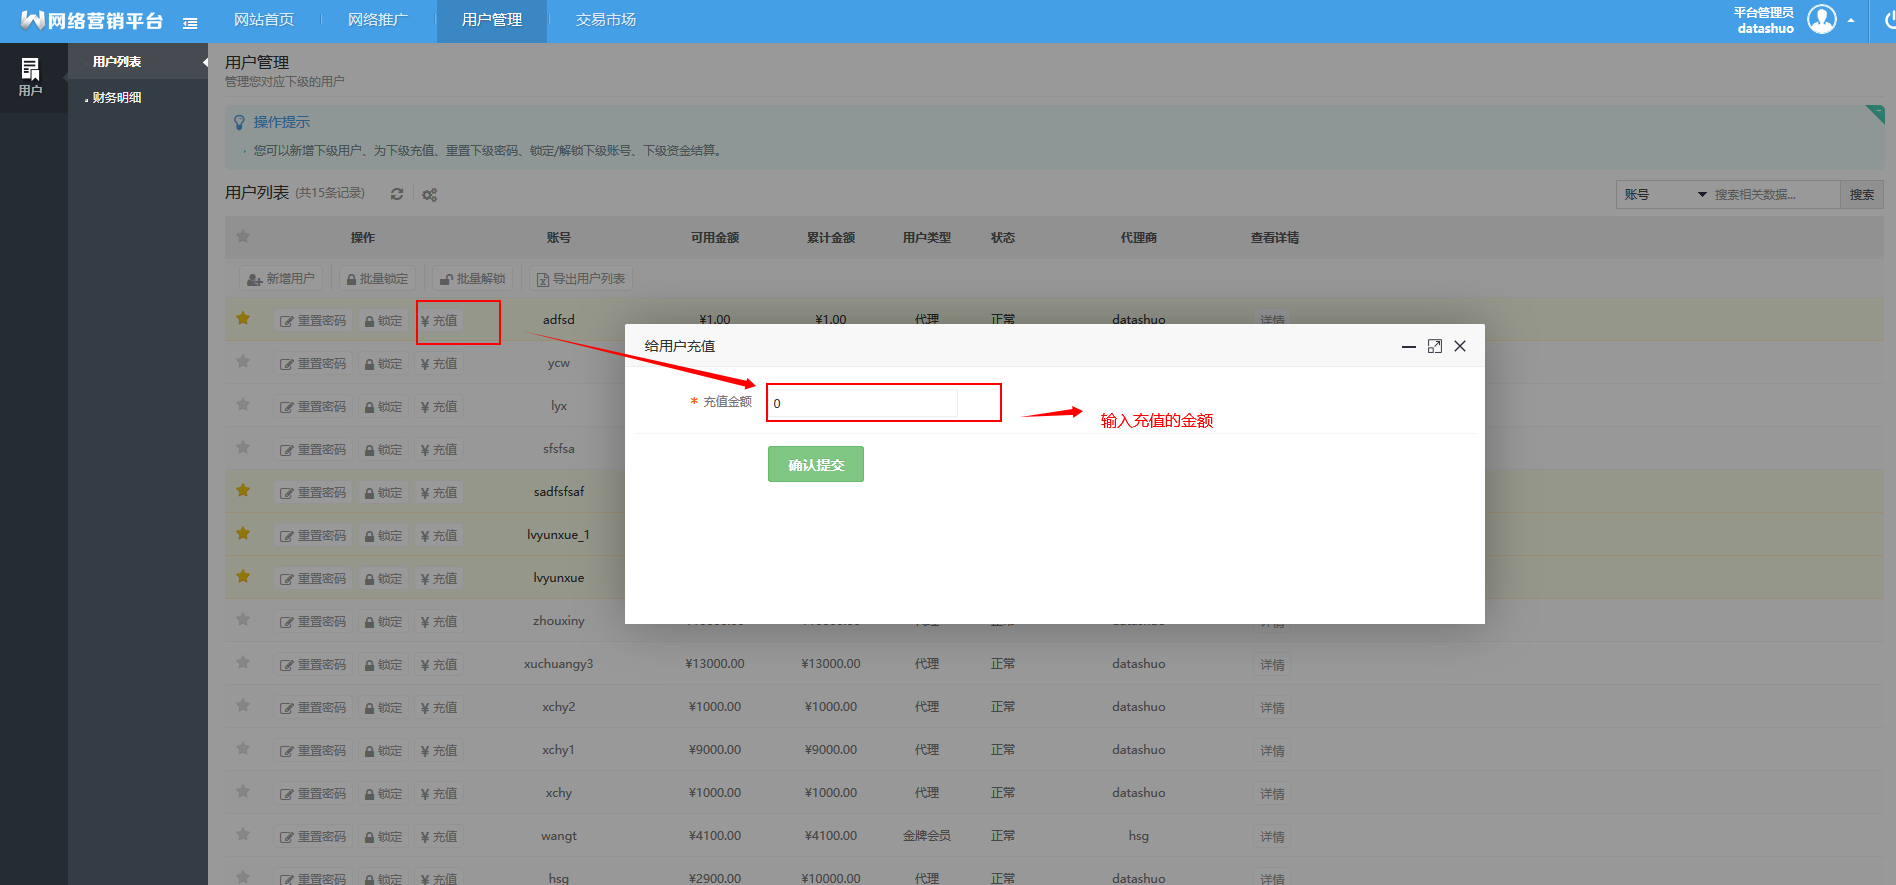 网络营销平台 网站首页 网络推广 用户管理 交易市场 平台管理员
datashuo
用户
用户列表
财务明细
用户管理
管理您对应下级的用户
操作提示
您可以新增下级用户、为下级充值、重置下级密码、锁定/解锁下级账号、下级资金结算。
用户列表 (共15条记录) 账号 搜索相关数据... 搜索
操作 账号 可用金额 累计金额 用户类型 状态 代理商 查看详情
新增用户 批量锁定 批量解锁 导出用户列表
重置密码 锁定 ¥ 充值 adfsd ¥1.00 ¥1.00 代理 正常 datashuo 详情
重置密码 锁定 ¥ 充值 ycw
重置密码 锁定 ¥ 充值 lyx
重置密码 锁定 ¥ 充值 sfsfsa
重置密码 锁定 ¥ 充值 sadfsfsaf
重置密码 锁定 ¥ 充值 lvyunxue_1
重置密码 锁定 ¥ 充值 lvyunxue
重置密码 锁定 ¥ 充值 zhouxiny
重置密码 锁定 ¥ 充值 xuchuangy3 ¥13000.00 ¥13000.00 代理 正常 datashuo 详情
重置密码 锁定 ¥ 充值 xchy2 ¥1000.00 ¥1000.00 代理 正常 datashuo 详情
重置密码 锁定 ¥ 充值 xchy1 ¥9000.00 ¥9000.00 代理 正常 datashuo 详情
重置密码 锁定 ¥ 充值 xchy ¥1000.00 ¥1000.00 代理 正常 datashuo 详情
重置密码 锁定 ¥ 充值 wangt ¥4100.00 ¥4100.00 金牌会员 正常 hsg 详情
重置密码 锁定 ¥ 充值 hsg ¥2900.00 ¥10000.00 代理 正常 datashuo 详情
给用户充值
* 充值金额 0
输入充值的金额
确认提交